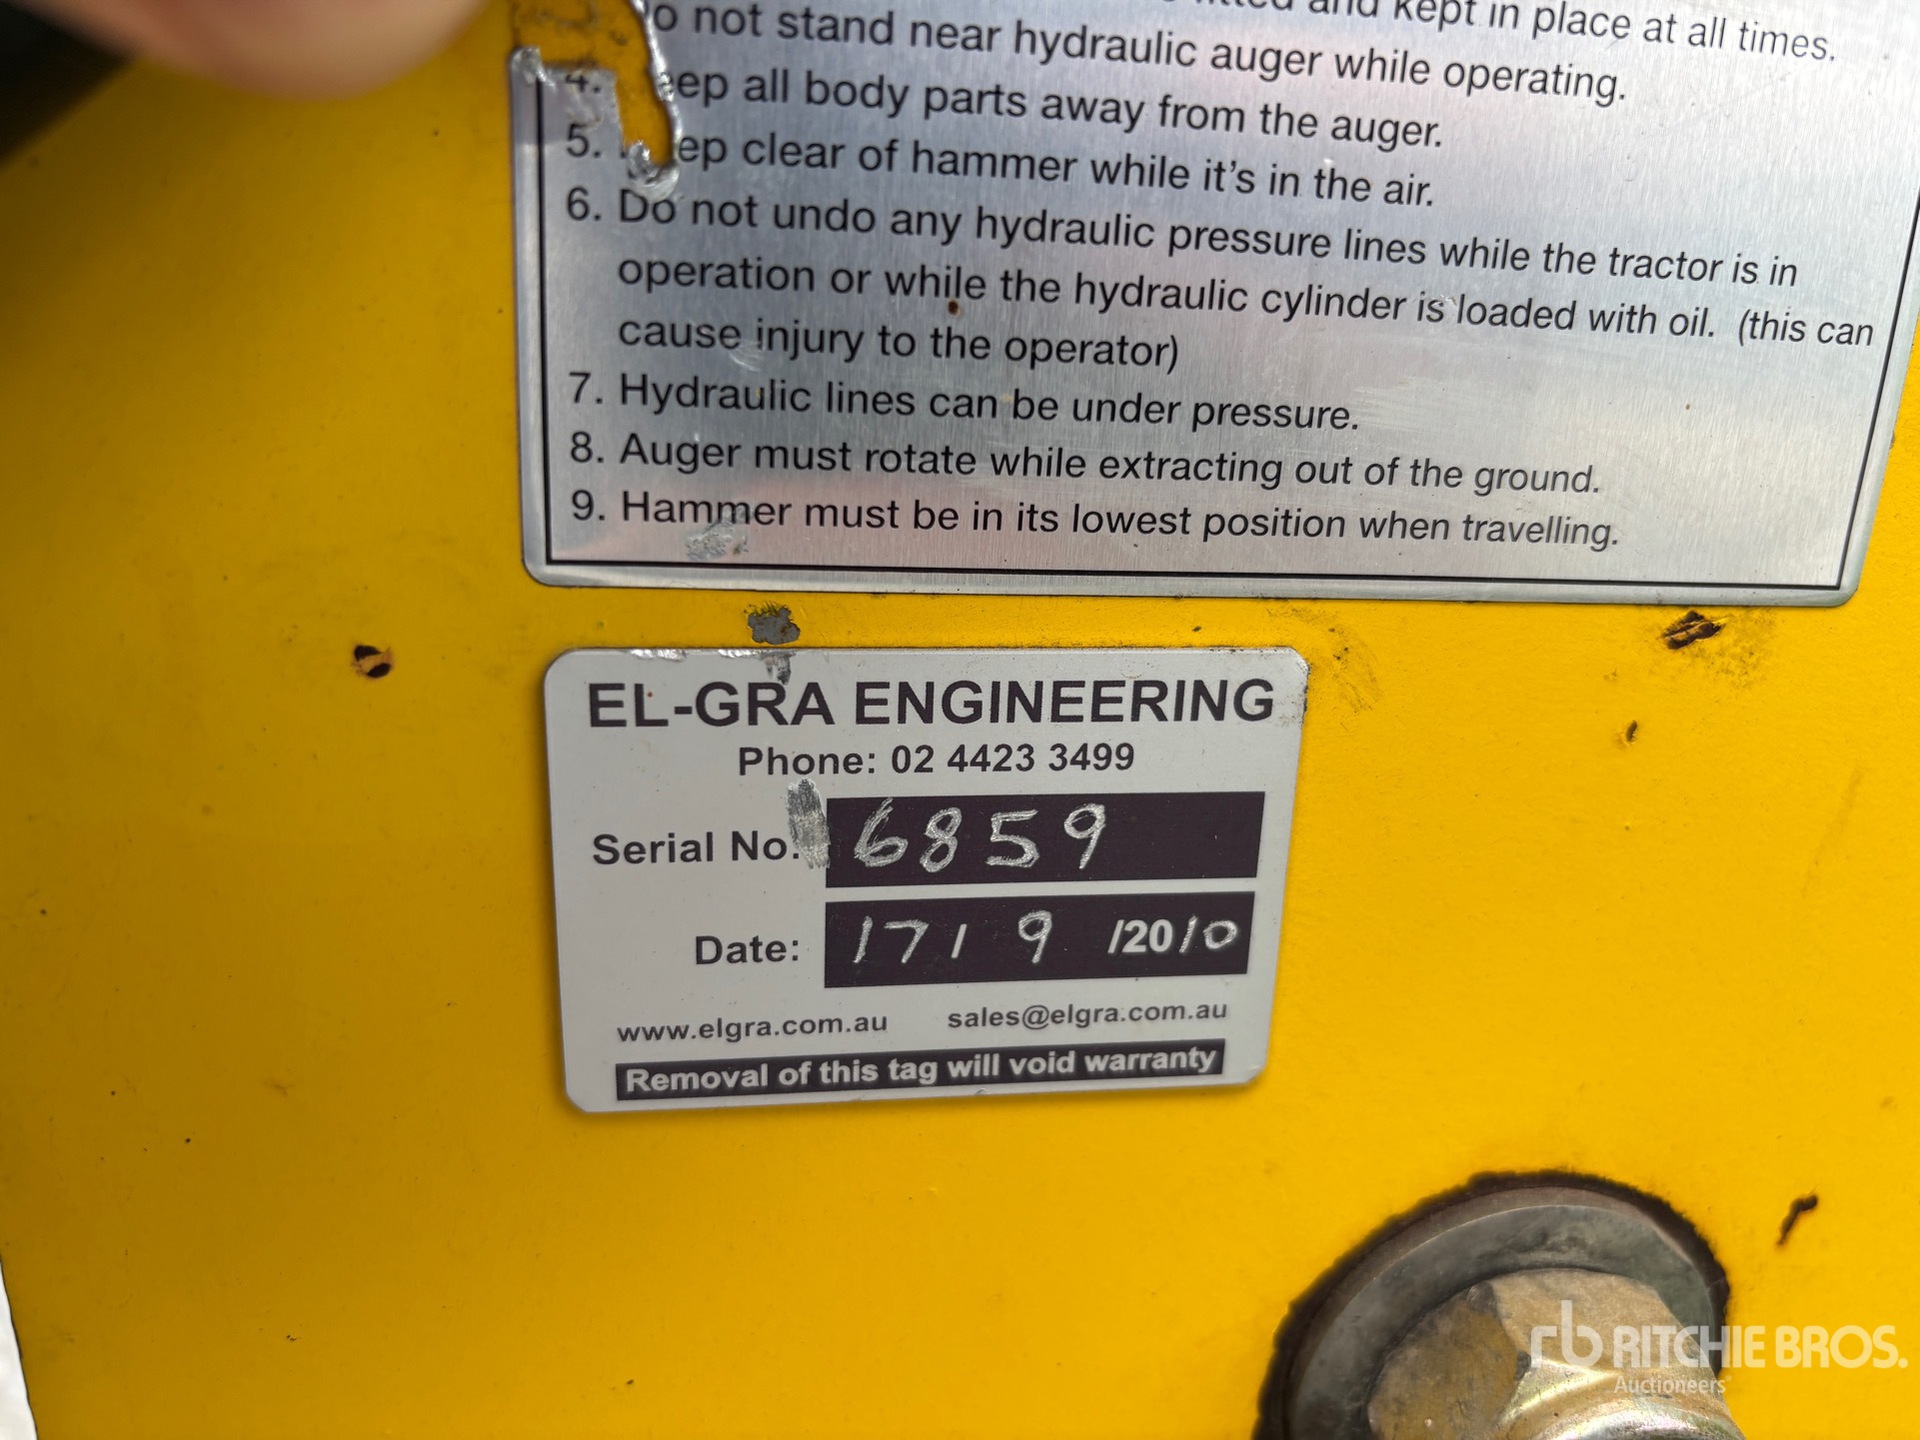 fitted and kept in place at all times.
Do not stand near hydraulic auger while operating.
4. Keep all body parts away from the auger.
5. Keep clear of hammer while it's in the air.
6. Do not undo any hydraulic pressure lines while the tractor is in
operation or while the hydraulic cylinder is loaded with oil. (this can
cause injury to the operator)
7. Hydraulic lines can be under pressure.
8. Auger must rotate while extracting out of the ground.
9. Hammer must be in its lowest position when travelling.
EL-GRA ENGINEERING
Phone: 02 4423 3499
Serial No. 6859
Date: 17/9/2010
www.elgra.com.au sales@elgra.com.au
Removal of this tag will void warranty
rb RITCHIE BROS.
Auctioneers